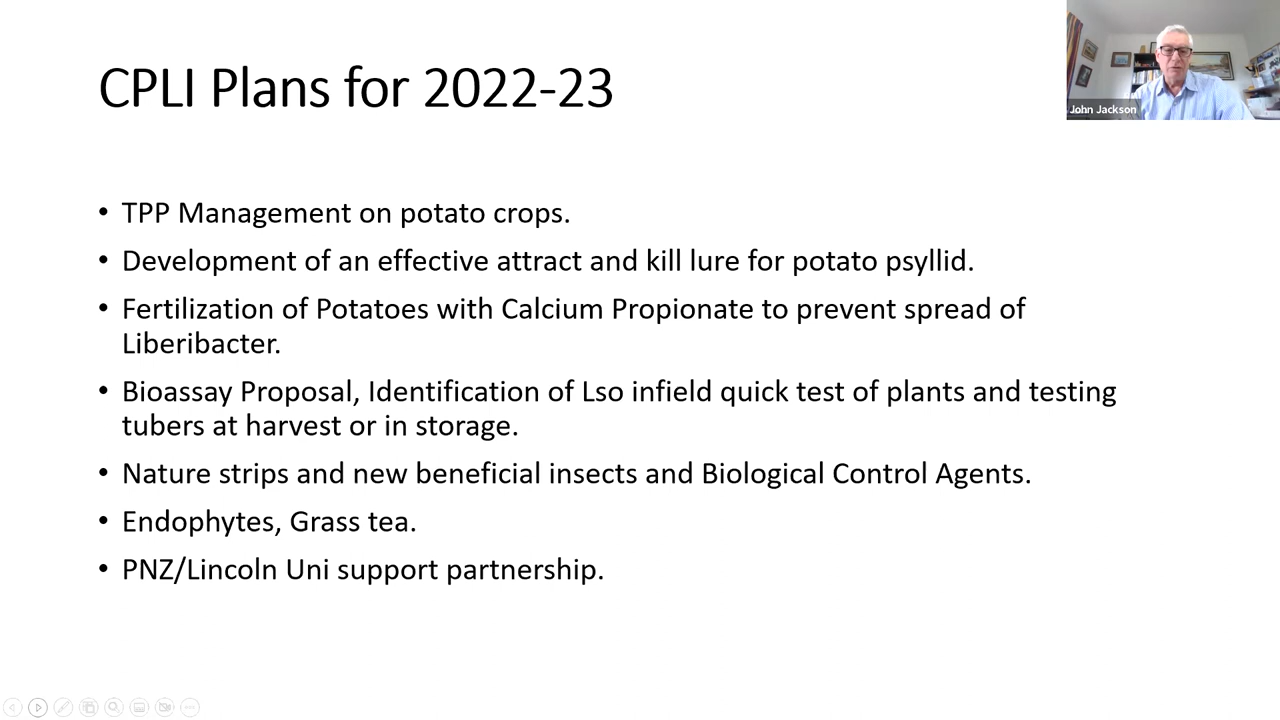 CPLI Plans for 2022-23
John Jackson
• TPP Management on potato crops.
• Development of an effective attract and kill lure for potato psyllid.
• Fertilization of Potatoes with Calcium Propionate to prevent spread of
Liberibacter.
• Bioassay Proposal, Identification of Lso infield quick test of plants and testing
tubers at harvest or in storage.
• Nature strips and new beneficial insects and Biological Control Agents.
• Endophytes, Grass tea.
• PNZ/Lincoln Uni support partnership.